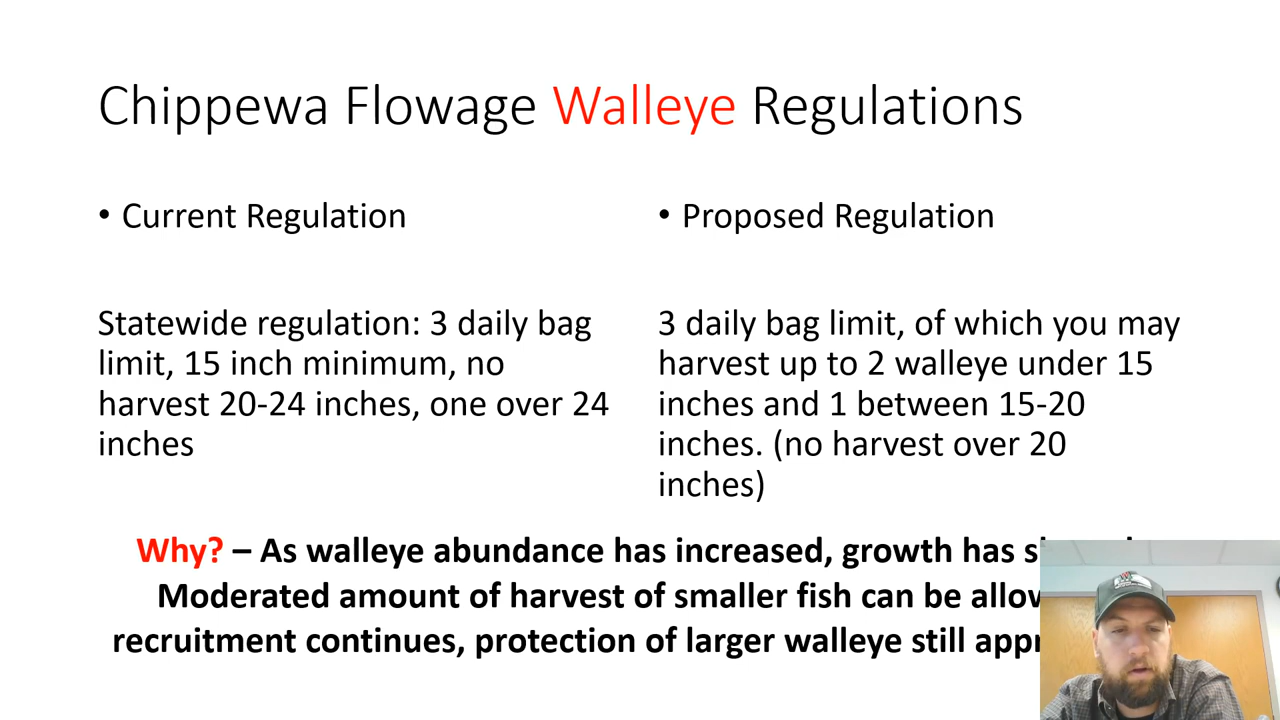 Chippewa Flowage Walleye Regulations
• Current Regulation
Statewide regulation: 3 daily bag
limit, 15 inch minimum, no
harvest 20-24 inches, one over 24
inches
• Proposed Regulation
3 daily bag limit, of which you may
harvest up to 2 walleye under 15
inches and 1 between 15-20
inches. (no harvest over 20
inches)
Why? – As walleye abundance has increased, growth has
Moderated amount of harvest of smaller fish can be
recruitment continues, protection of larger walleye still